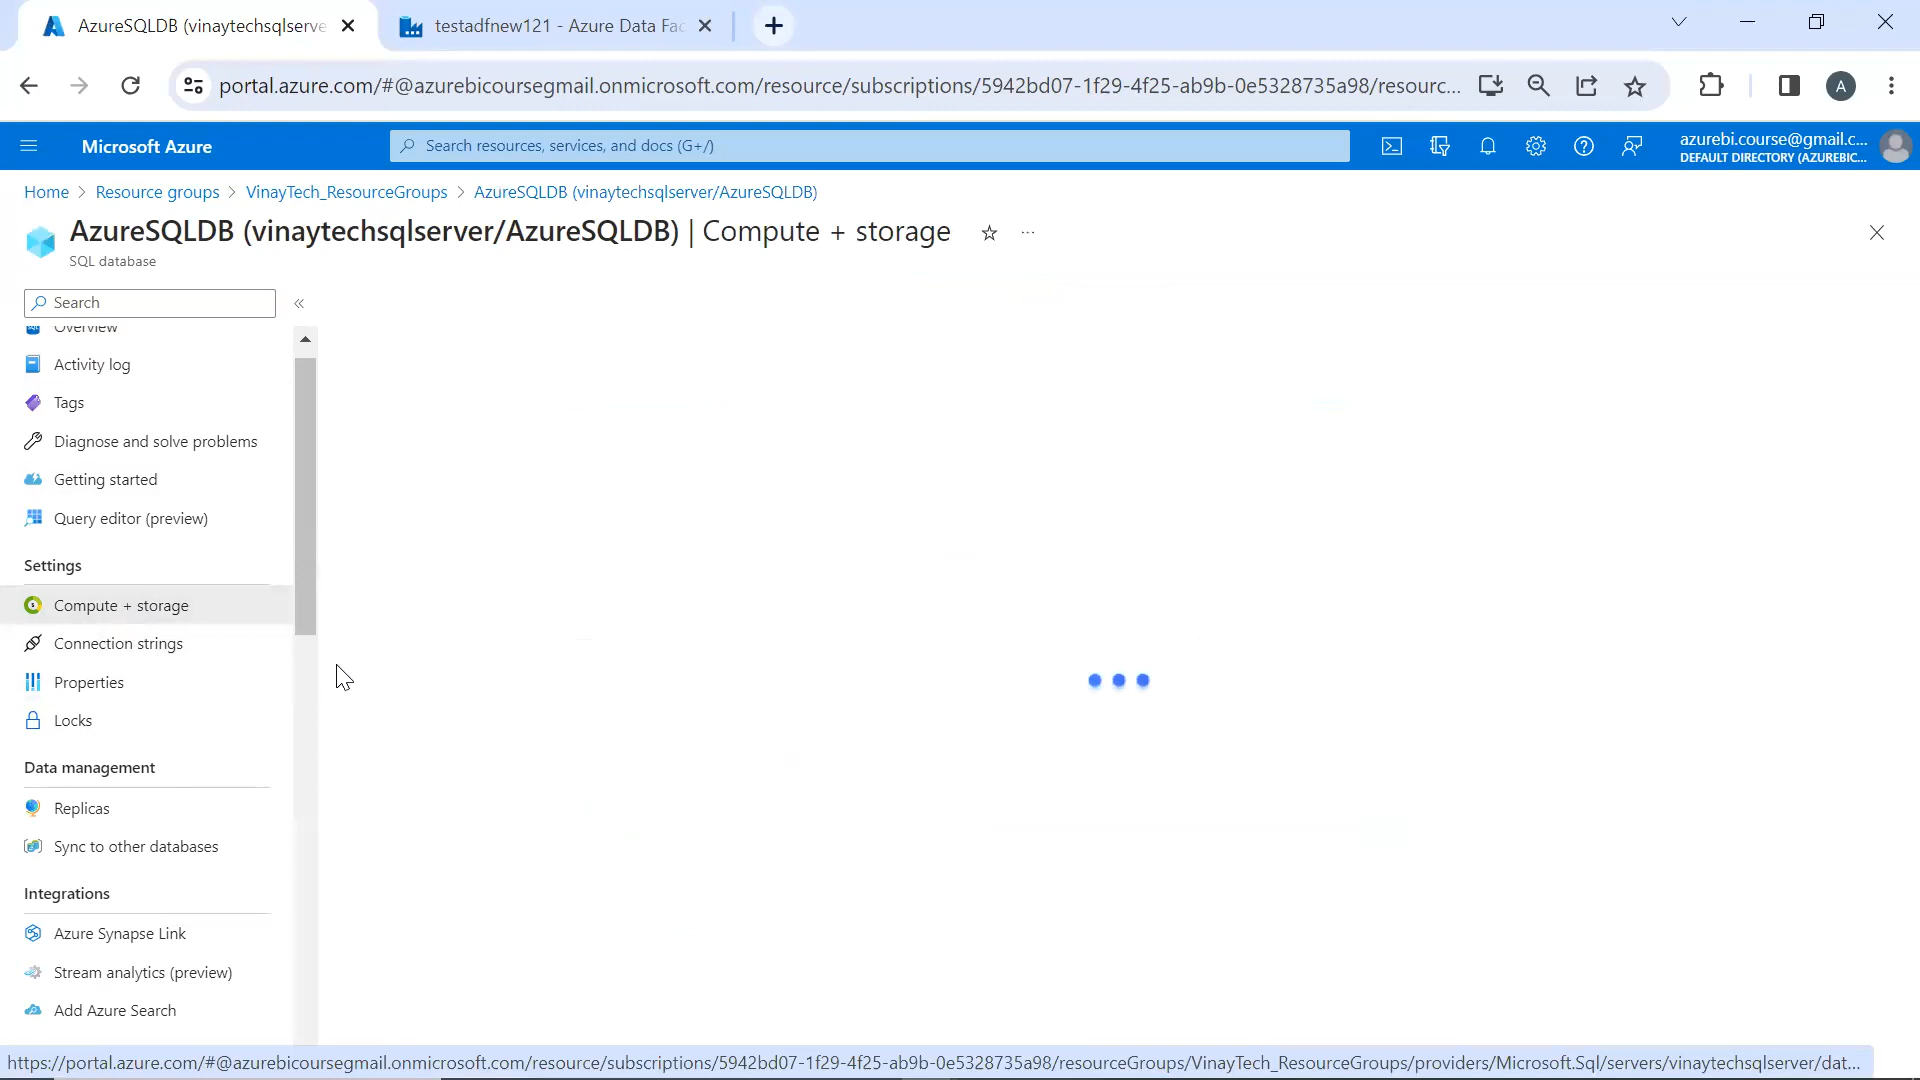 AzureSQLDB (vinaytechsqlserve
testadfnew121 - Azure Data Fac
portal.azure.com/#@azurebicoursegmail.onmicrosoft.com/resource/subscriptions/5942bd07-1f29-4f25-ab9b-0e5328735a98/resourc...
A
Microsoft Azure
Search resources, services, and docs (G+/)
azurebi.course@gmail.c...
DEFAULT DIRECTORY (AZUREBIC...
Home > Resource groups > VinayTech_ResourceGroups > AzureSQLDB (vinaytechsqlserver/AzureSQLDB)
AzureSQLDB (vinaytechsqlserver/AzureSQLDB) | Compute + storage
SQL database
Search
Overview
Activity log
Tags
Diagnose and solve problems
Getting started
Query editor (preview)
Settings
Compute + storage
Connection strings
Properties
Locks
Data management
Replicas
Sync to other databases
Integrations
Azure Synapse Link
Stream analytics (preview)
Add Azure Search
https://portal.azure.com/#@azurebicoursegmail.onmicrosoft.com/resource/subscriptions/5942bd07-1f29-4f25-ab9b-0e5328735a98/resourceGroups/VinayTech_ResourceGroups/providers/Microsoft.Sql/servers/vinaytechsqlserver/dat...